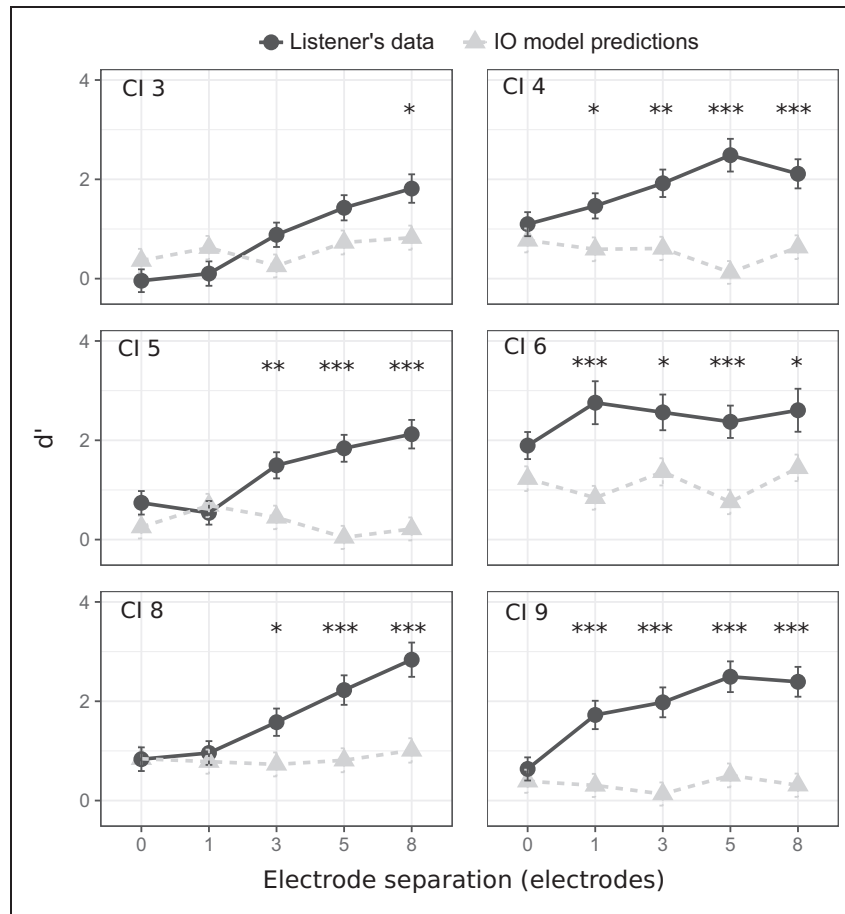 Listener's data IO model predictions
CI 3 CI 4
* * ** *** ***
4
2
0
CI 5 CI 6
** *** *** *** * *** *
4
2
0
d'
CI 8 CI 9
* *** *** *** *** *** ***
4
2
0
0 1 3 5 8 0 1 3 5 8
Electrode separation (electrodes)